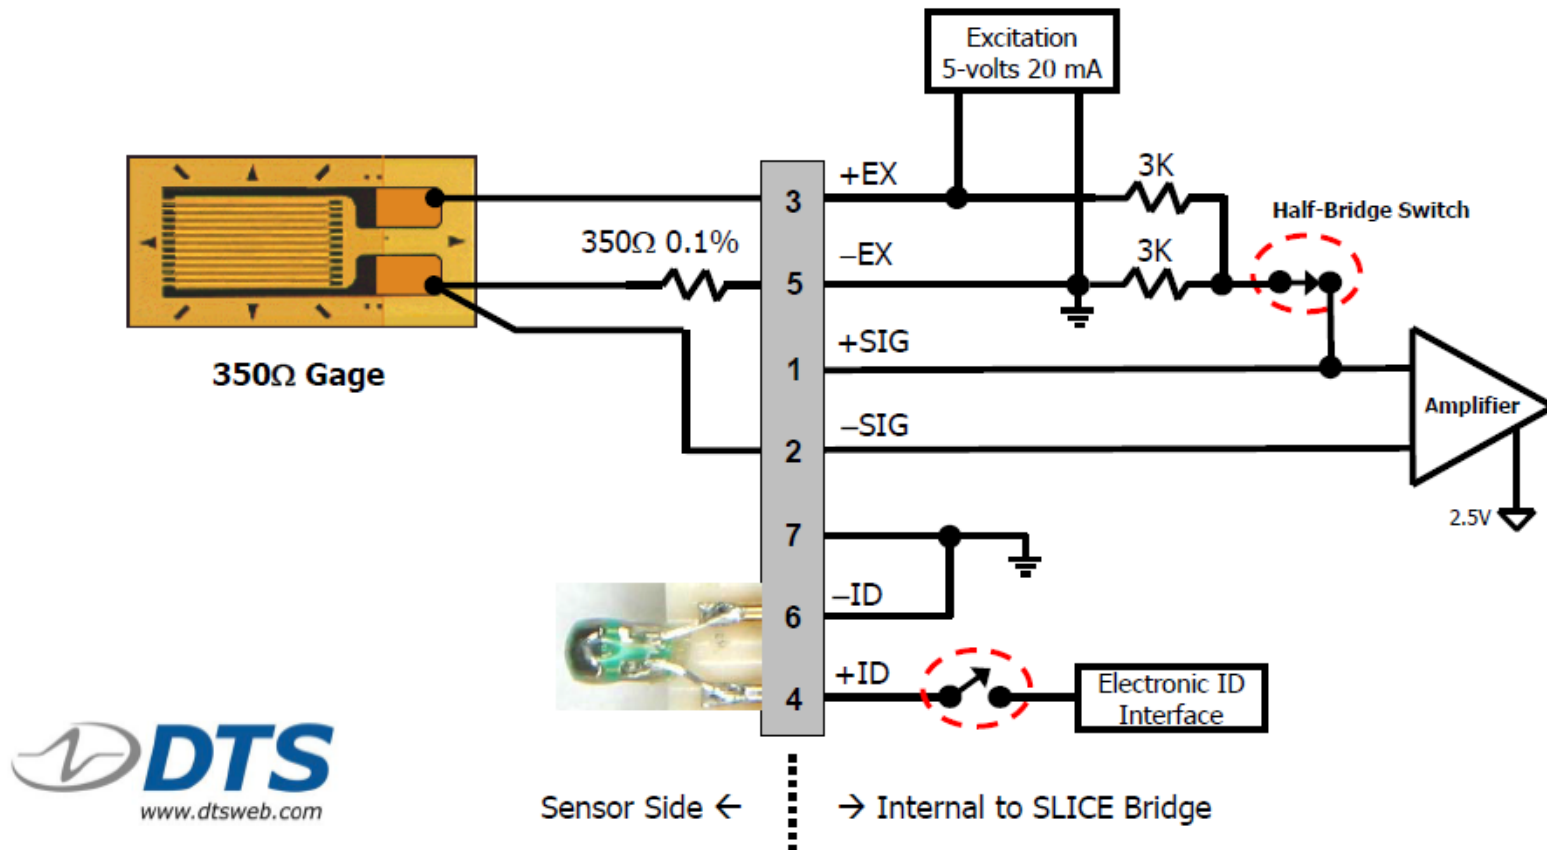 Excitation
5-volts 20 mA
+EX
3K
3
Half-Bridge Switch
350Ω 0.1%
–EX
3K
5
+SIG
1
350Ω Gage
Amplifier
–SIG
2
2.5V
7
–ID
6
+ID
4
Electronic ID
Interface
DTS
www.dtsweb.com
Sensor Side ←
→ Internal to SLICE Bridge